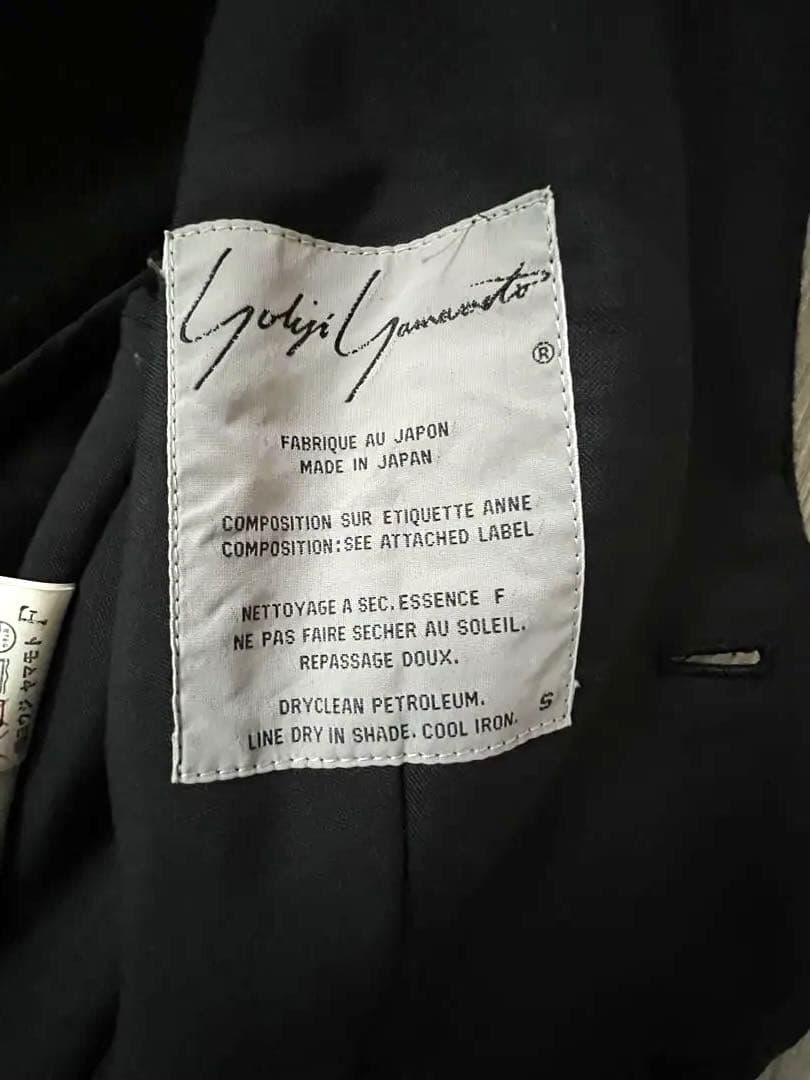 Yohji Yamamoto
®
FABRIQUE AU JAPON
MADE IN JAPAN
COMPOSITION SUR ETIQUETTE ANNE
COMPOSITION:SEE ATTACHED LABEL
NETTOYAGE A SEC. ESSENCE F
NE PAS FAIRE SECHER AU SOLEIL.
REPASSAGE DOUX.
DRYCLEAN PETROLEUM.
LINE DRY IN SHADE. COOL IRON.
S